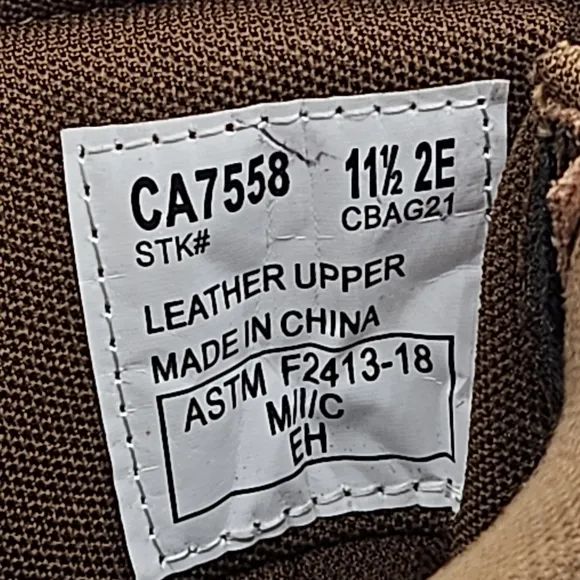 CA7558 11½ 2E
STK# CBAG21
LEATHER UPPER
MADE IN CHINA
ASTM F2413-18
M/I/C
EH